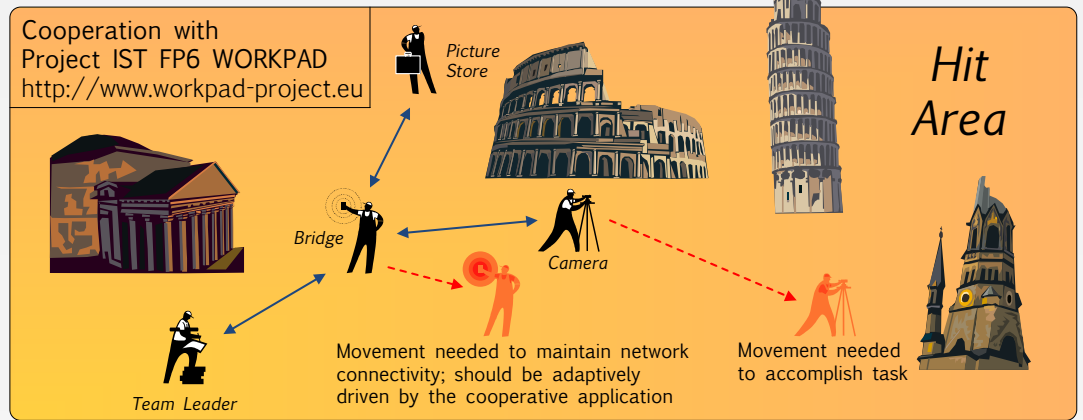 Cooperation with
Project IST FP6 WORKPAD
http://www.workpad-project.eu
Picture
Store
Hit
Area
Bridge
Camera
Team Leader
Movement needed to maintain network
connectivity; should be adaptively
driven by the cooperative application
Movement needed
to accomplish task